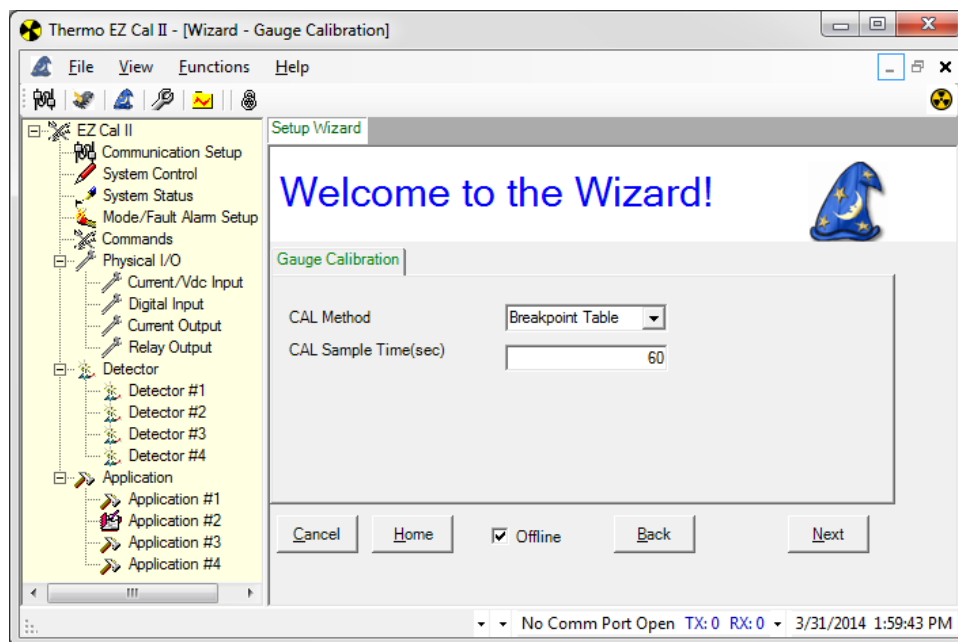 Thermo EZ Cal II - [Wizard - Gauge Calibration]
File View Functions Help
EZ Cal II
Communication Setup
System Control
System Status
Mode/Fault Alarm Setup
Commands
Physical I/O
Current/Vdc Input
Digital Input
Current Output
Relay Output
Detector
Detector #1
Detector #2
Detector #3
Detector #4
Application
Application #1
Application #2
Application #3
Application #4
Setup Wizard
Welcome to the Wizard!
Gauge Calibration
CAL Method Breakpoint Table
CAL Sample Time(sec) 60
Cancel Home Offline Back Next
No Comm Port Open TX: 0 RX: 0 3/31/2014 1:59:43 PM